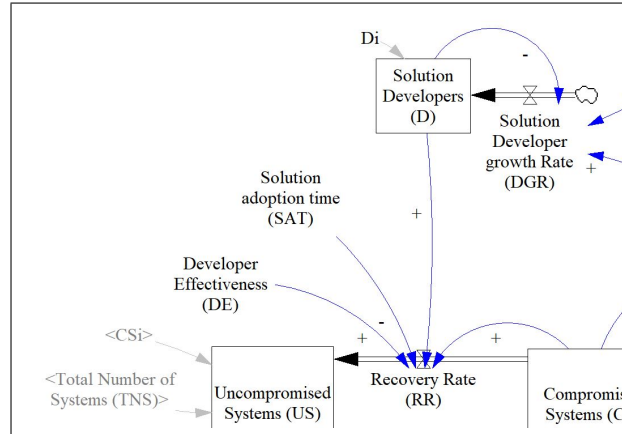 Di
-
Solution
Developers
(D)
Solution
Developer
growth Rate
(DGR)
+
Solution
adoption time
(SAT)
+
Developer
Effectiveness
(DE)
-
<CSi>
+
+
<Total Number of
Systems (TNS)>
Uncompromised
Systems (US)
Recovery Rate
(RR)
Systems